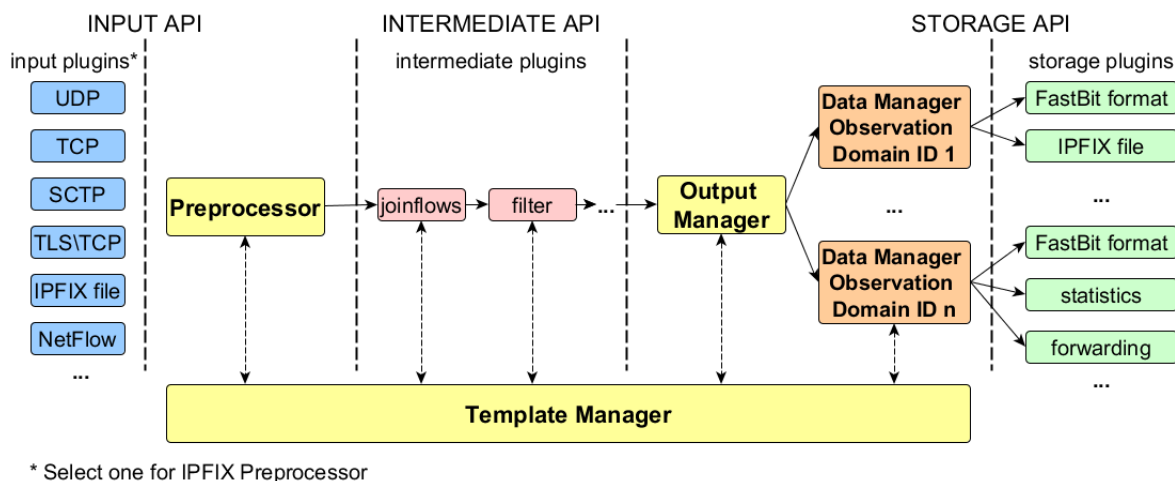 INPUT API
INTERMEDIATE API
STORAGE API
input plugins*
intermediate plugins
storage plugins
UDP
TCP
SCTP
TLS\TCP
IPFIX file
NetFlow
...
Preprocessor
joinflows
filter
...
Output
Manager
Data Manager
Observation
Domain ID 1
...
Data Manager
Observation
Domain ID n
FastBit format
IPFIX file
...
FastBit format
statistics
forwarding
...
Template Manager
* Select one for IPFIX Preprocessor